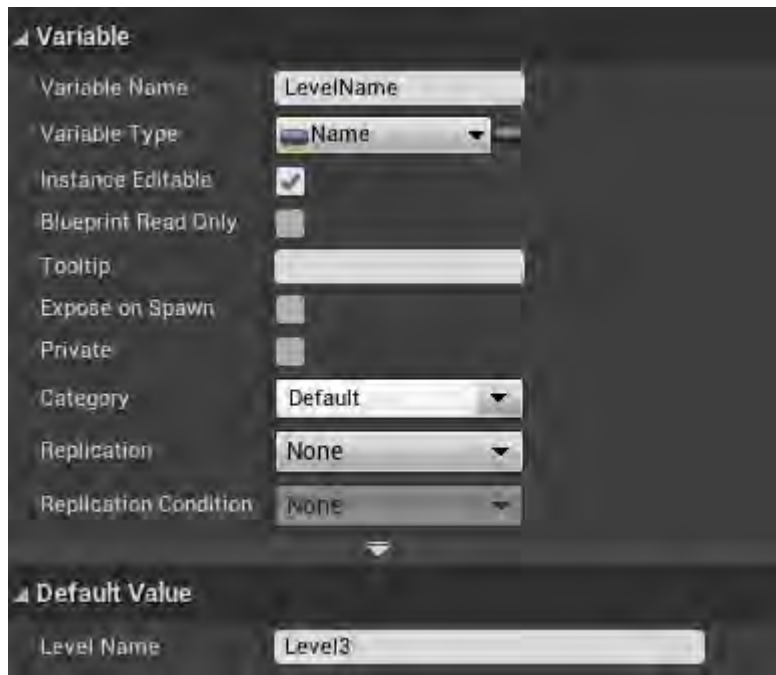 Variable
Variable Name LevelName
Variable Type Name
Instance Editable
Blueprint Read Only
Tooltip
Expose on Spawn
Private
Category Default
Replication None
Replication Condition None
Default Value
Level Name Level3